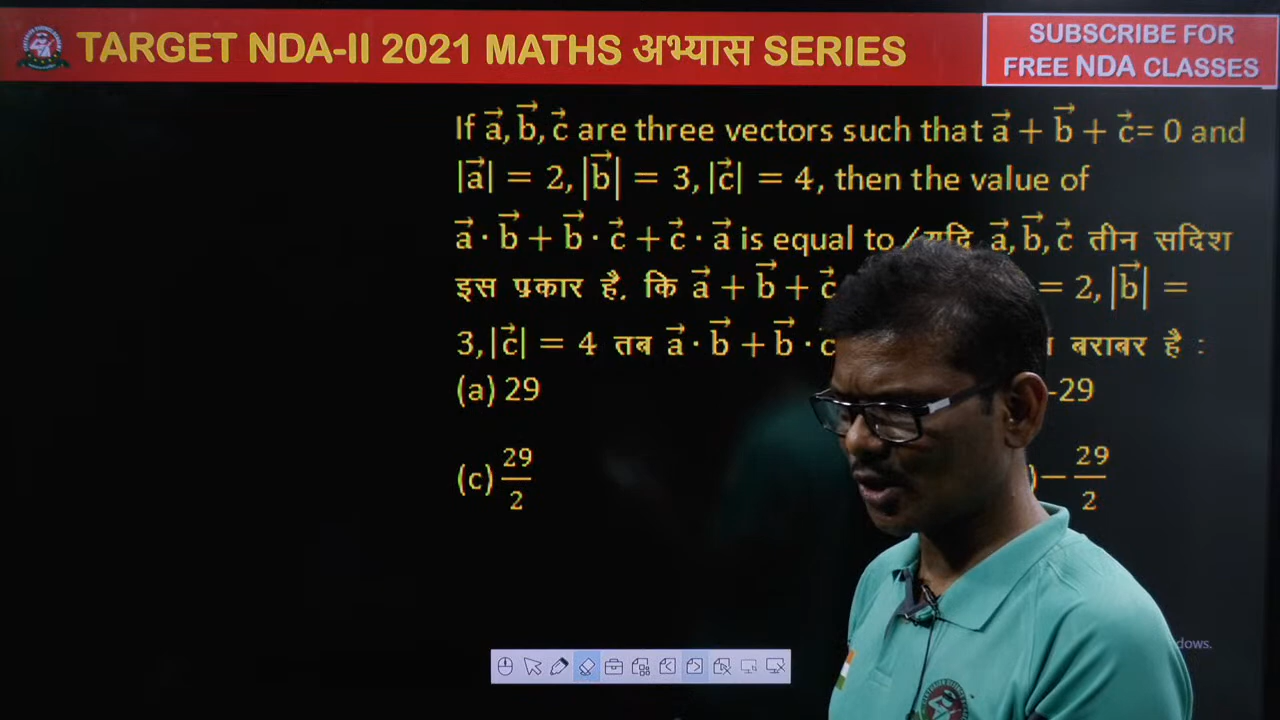 TARGET NDA-II 2021 MATHS अभ्यास SERIES
SUBSCRIBE FOR
FREE NDA CLASSES
If a⃗, b⃗, c⃗ are three vectors such that a⃗ + b⃗ + c⃗= 0 and
|a⃗| = 2, |b⃗| = 3, |c⃗| = 4, then the value of
a⃗ · b⃗ + b⃗ · c⃗ + c⃗ · a⃗ is equal to /यदि a⃗, b⃗, c⃗ तीन सदिश
इस प्रकार है, कि a⃗ + b⃗ + c⃗ = 2, |b⃗| =
3, |c⃗| = 4 तब a⃗ · b⃗ + b⃗ · c⃗ बराबर है :
(a) 29 -29
(c) 29/2 )− 29/2